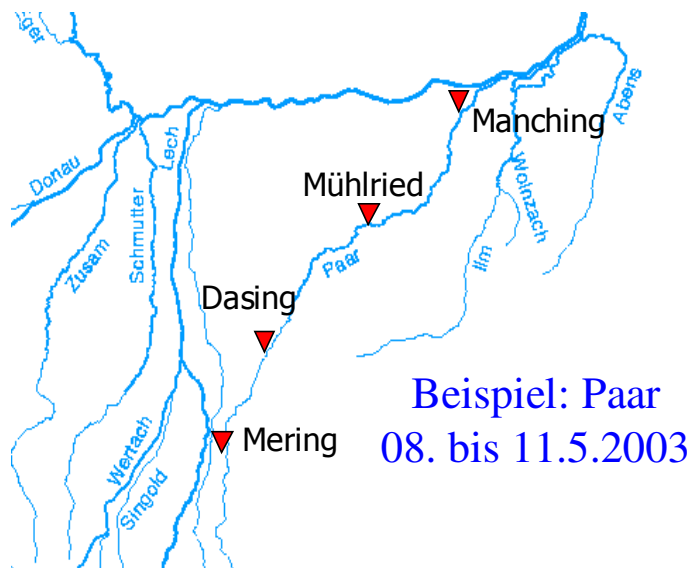 ger
Manching
Abens
Lech
Donau
Mühlried
Wolnzach
Schmutter
Zusam
Paar
Ilm
Dasing
Beispiel: Paar
08. bis 11.5.2003
Mering
Wertach
Singold